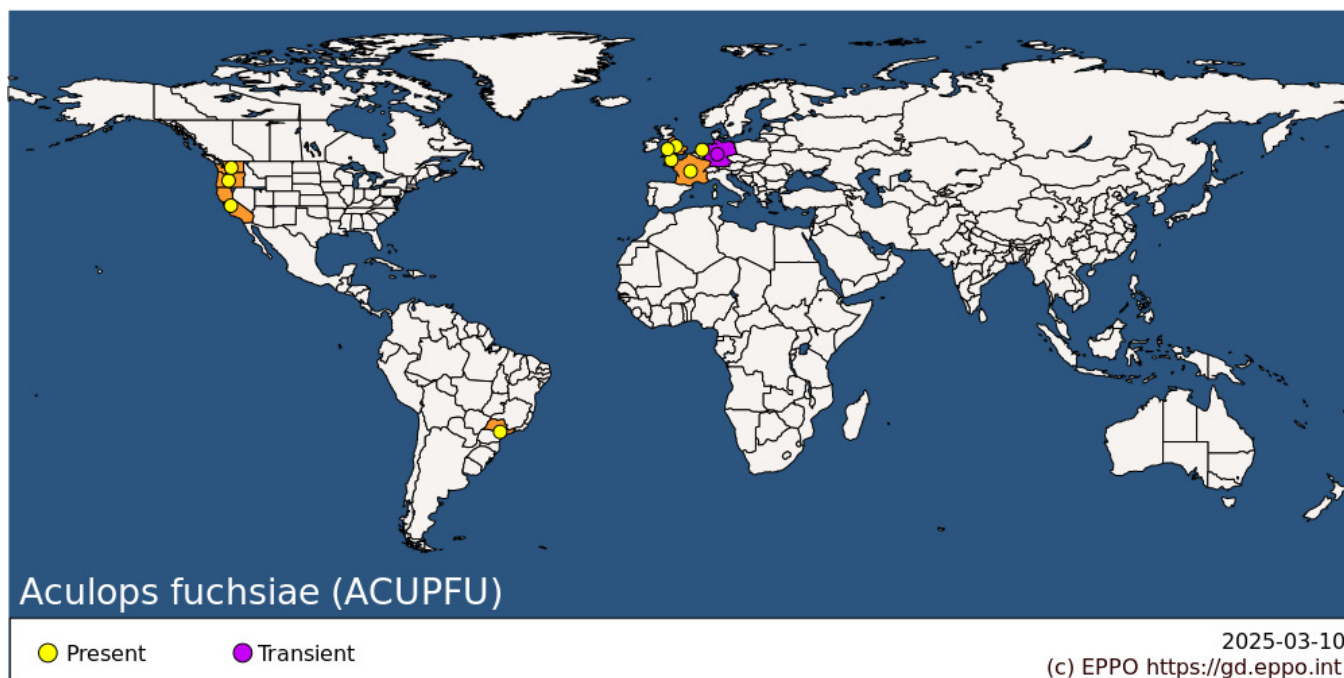 Aculops fuchsiae (ACUPFU)
Present
Transient
2025-03-10
(c) EPPO https://gd.eppo.int